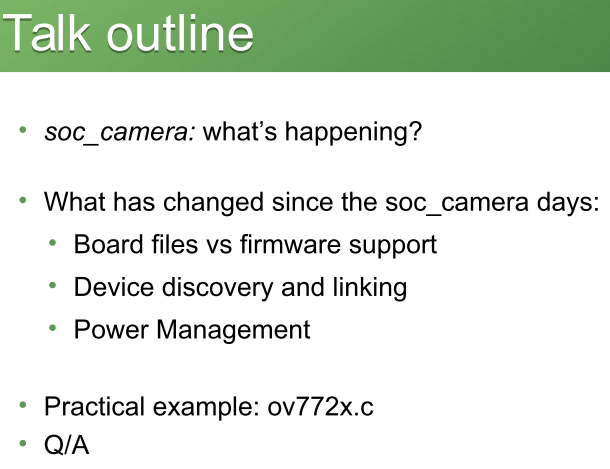 Talk outline
• soc_camera: what's happening?
• What has changed since the soc_camera days:
• Board files vs firmware support
• Device discovery and linking
• Power Management
• Practical example: ov772x.c
• Q/A